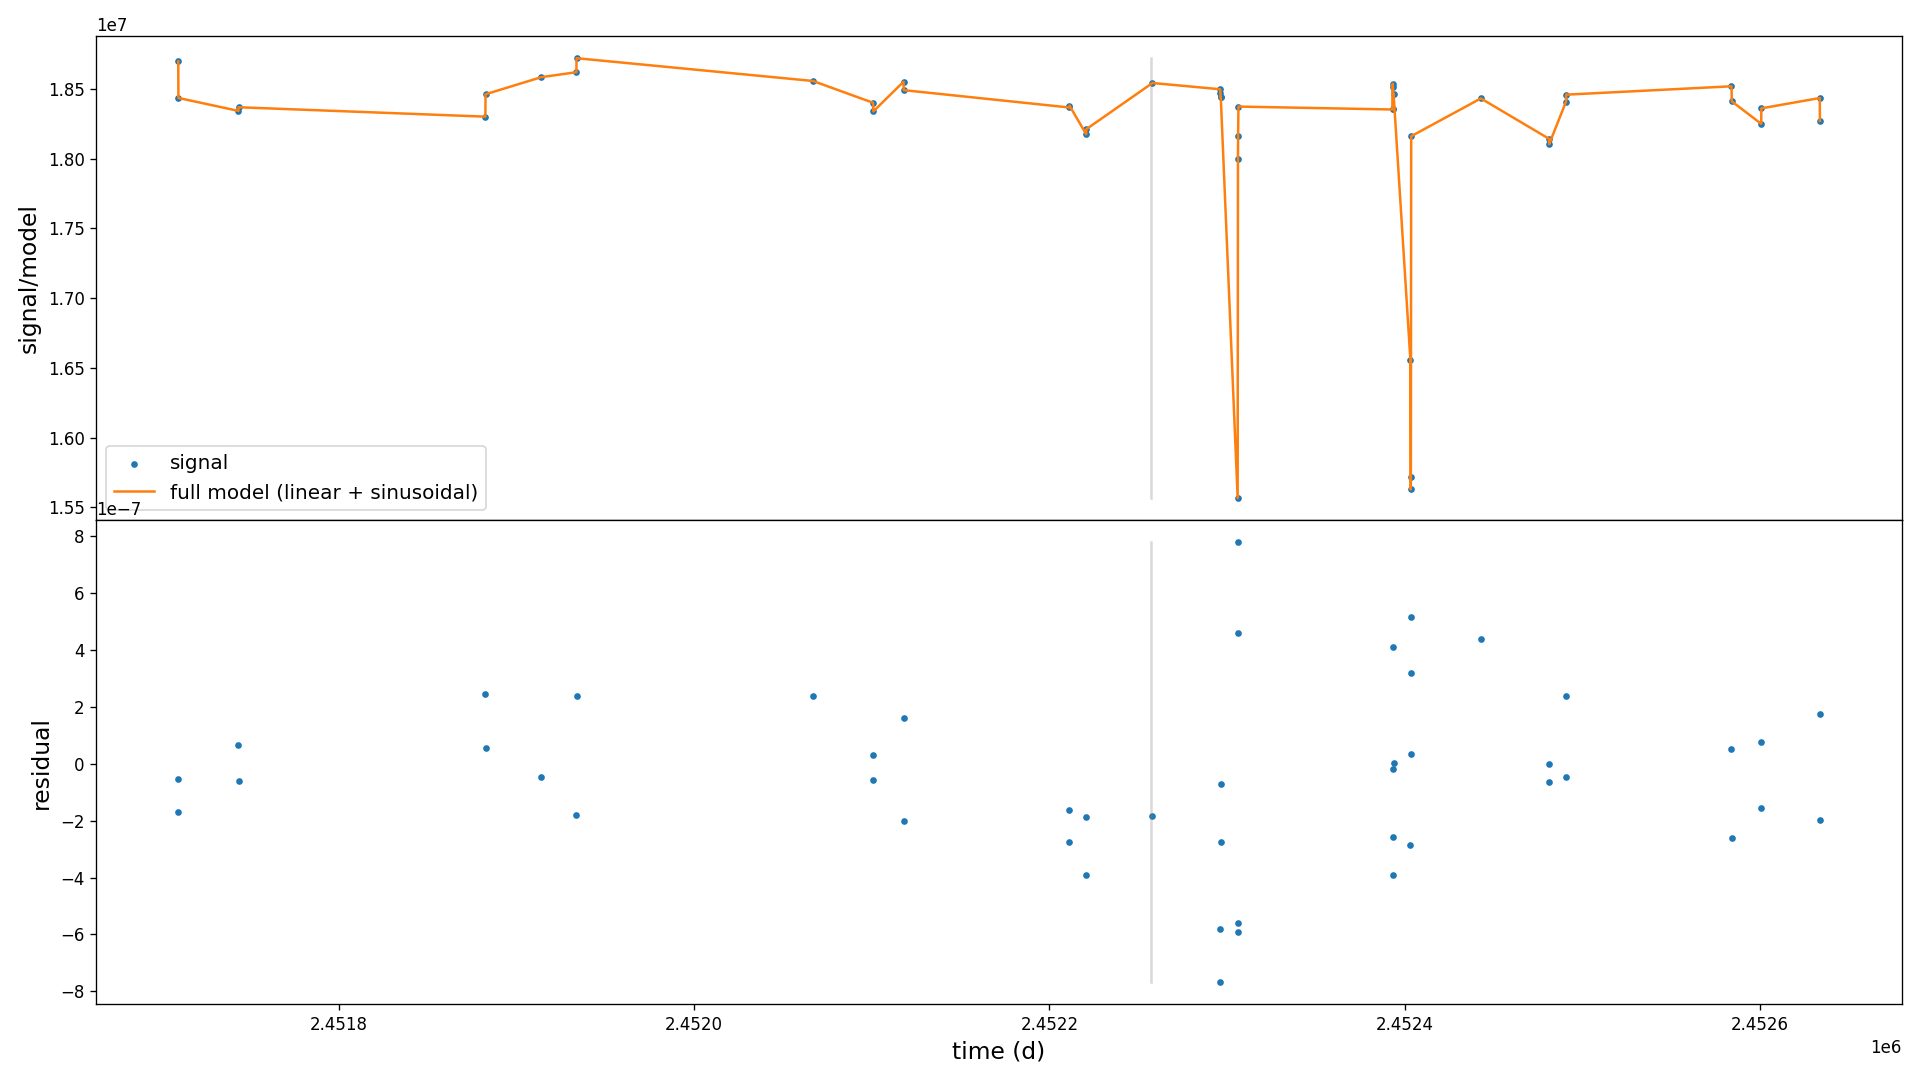 1e7
signal/model
1.85
1.80
1.75
1.70
1.65
1.60
1.55
signal
full model (linear + sinusoidal)
1e−7
residual
8
6
4
2
0
−2
−4
−6
−8
2.4518
2.4520
2.4522
2.4524
2.4526
1e6
time (d)